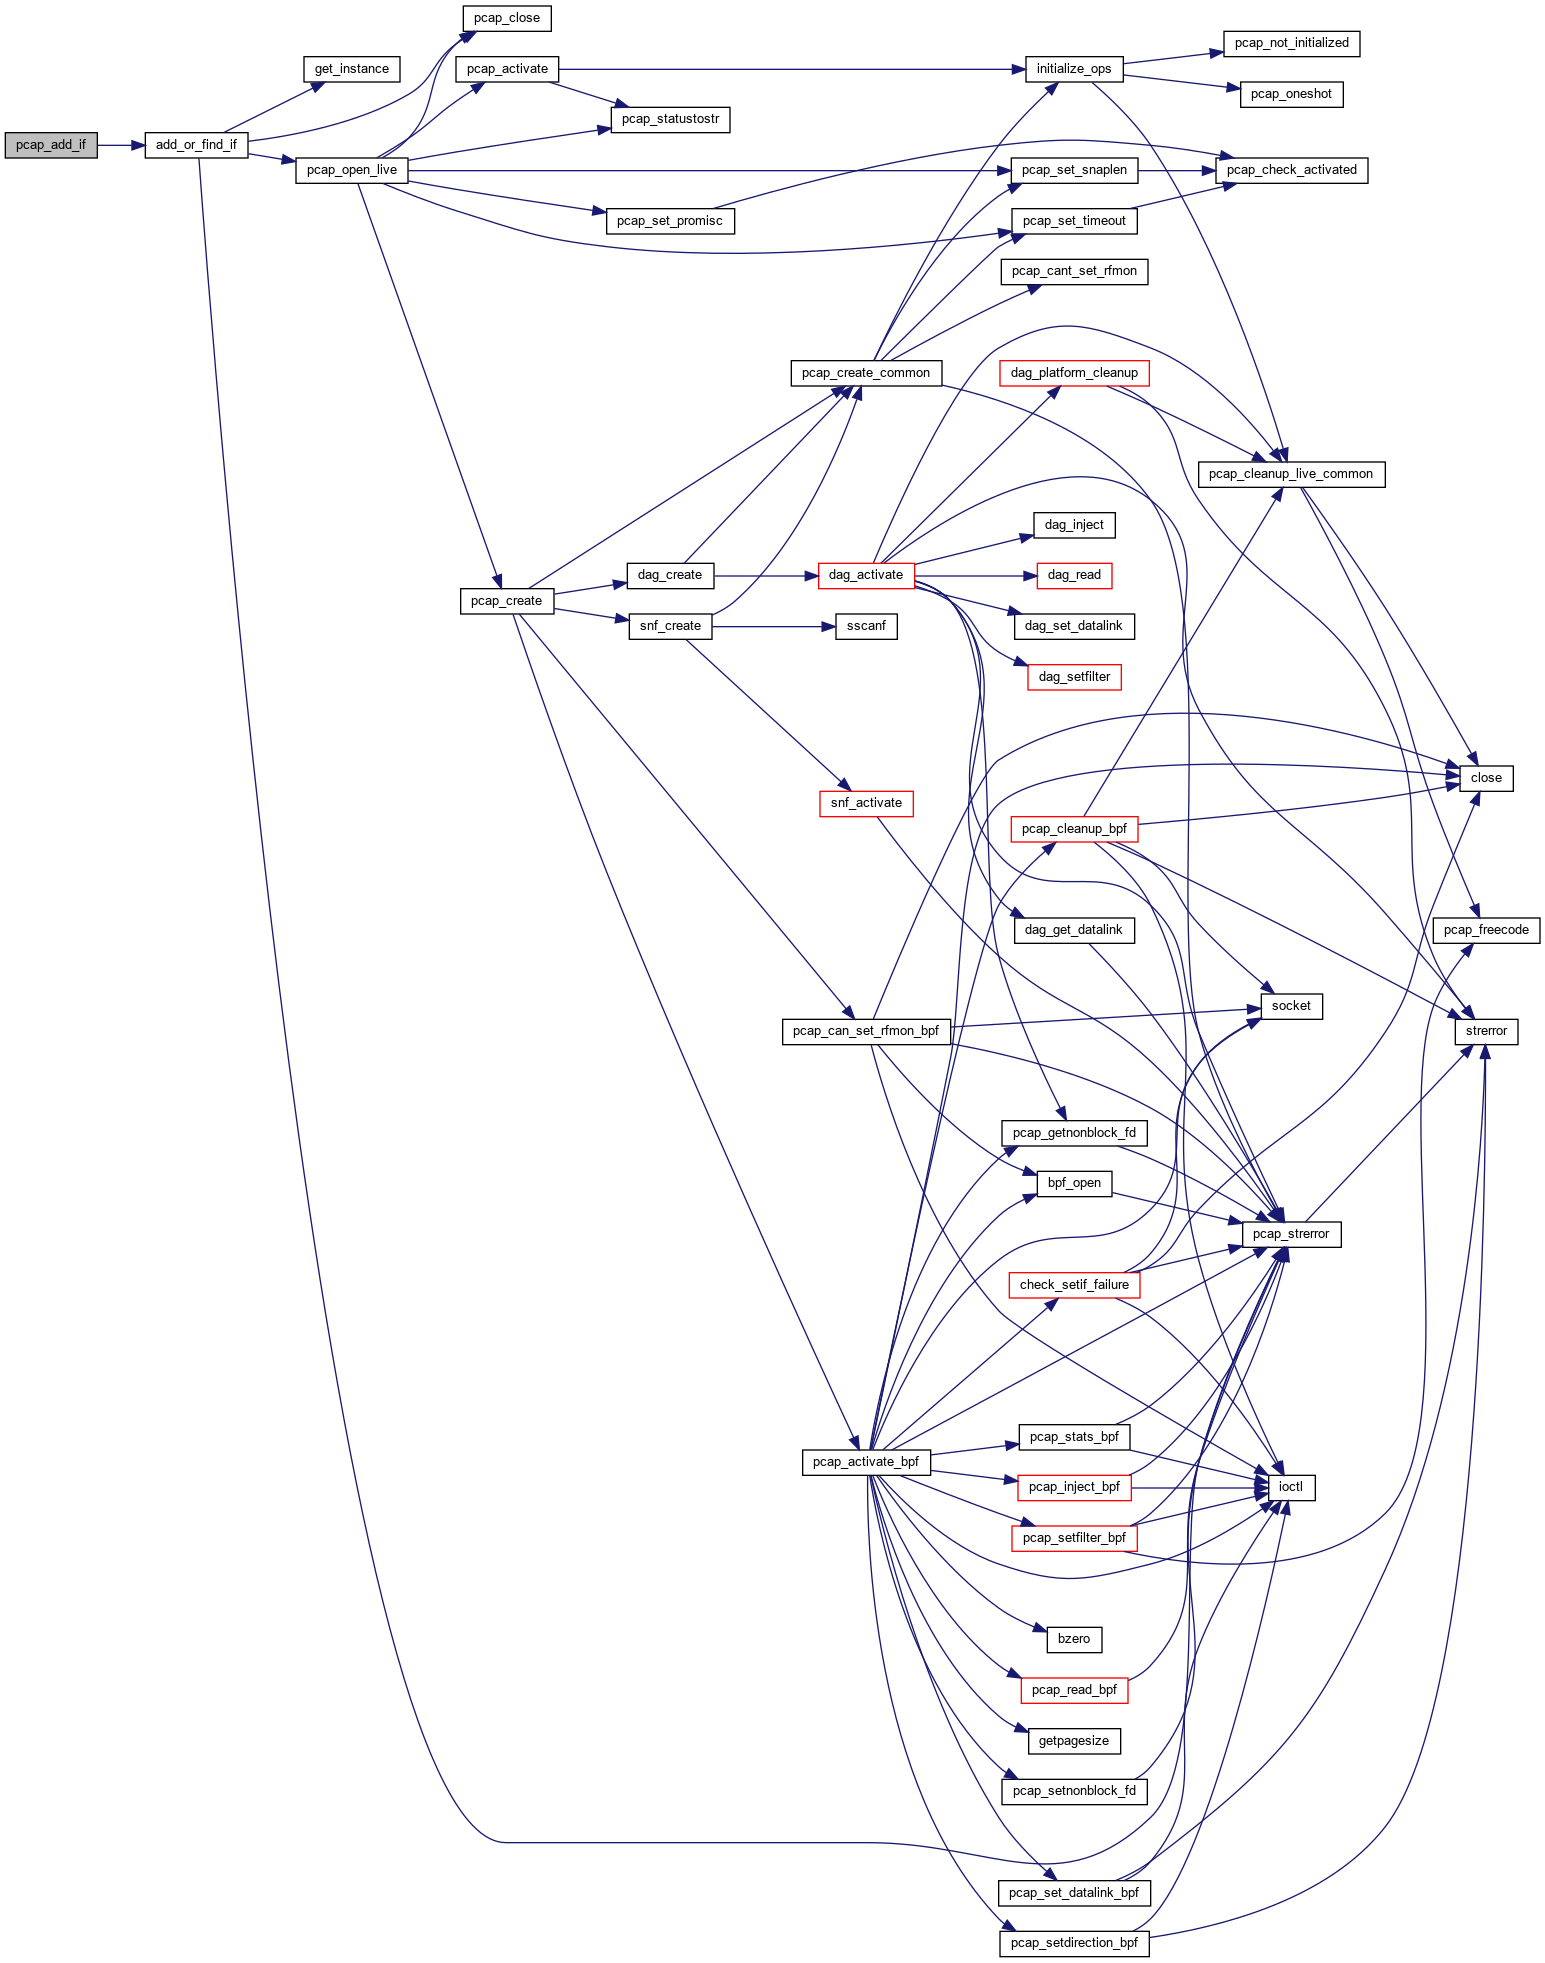 pcap_close
get_instance
pcap_activate
initialize_ops
pcap_not_initialized
pcap_oneshot
pcap_statustostr
pcap_add_if
add_or_find_if
pcap_open_live
pcap_set_snaplen
pcap_check_activated
pcap_set_promisc
pcap_set_timeout
pcap_cant_set_rfmon
pcap_create_common
dag_platform_cleanup
pcap_cleanup_live_common
dag_inject
dag_create
dag_activate
dag_read
pcap_create
snf_create
sscanf
dag_set_datalink
dag_setfilter
close
snf_activate
pcap_cleanup_bpf
dag_get_datalink
pcap_freecode
socket
pcap_can_set_rfmon_bpf
strerror
pcap_getnonblock_fd
bpf_open
pcap_strerror
check_setif_failure
pcap_stats_bpf
pcap_activate_bpf
pcap_inject_bpf
ioctl
pcap_setfilter_bpf
bzero
pcap_read_bpf
getpagesize
pcap_setnonblock_fd
pcap_set_datalink_bpf
pcap_setdirection_bpf